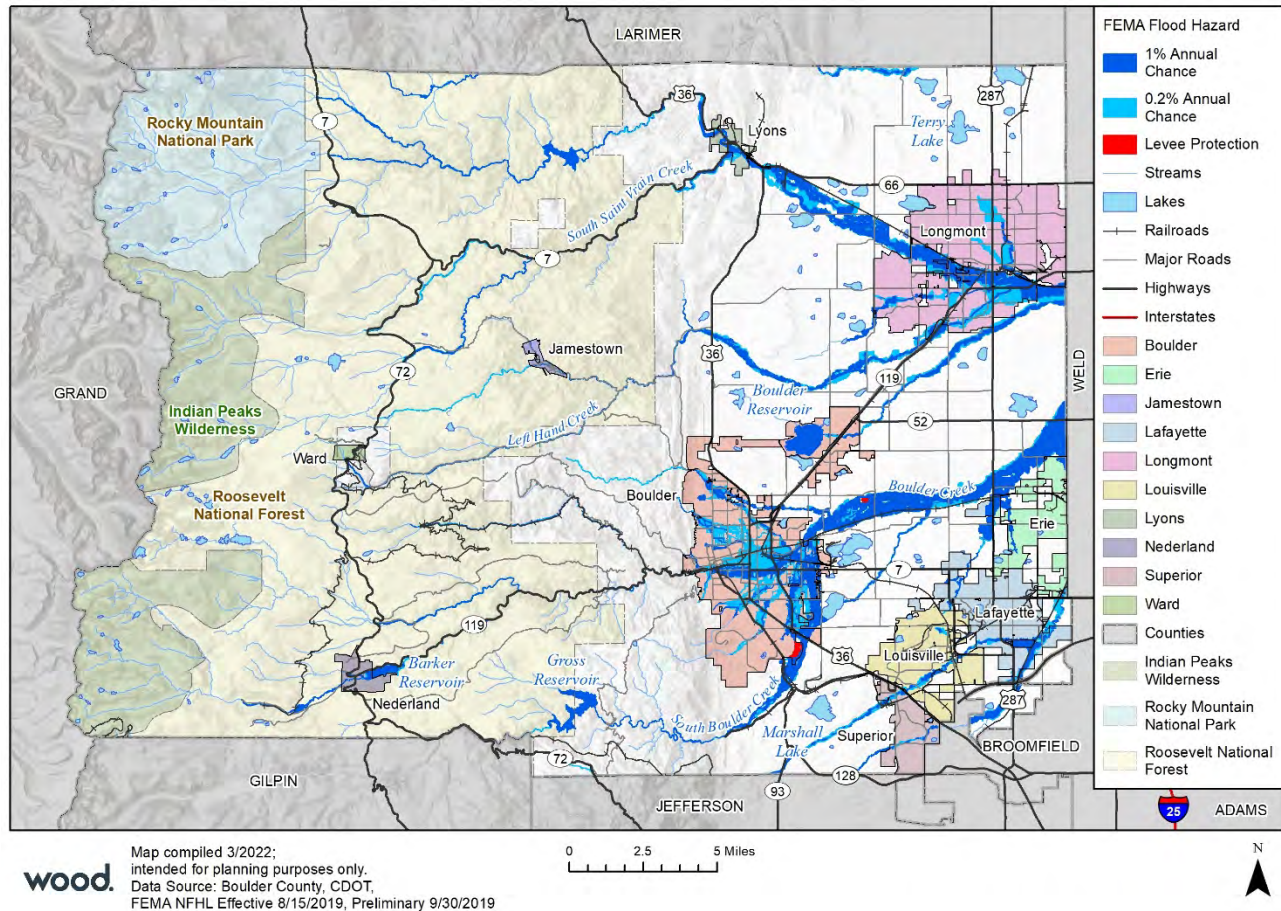 LARIMER
36
287
7
Rocky Mountain
National Park
Lyons
Terry
Lake
66
South Saint Vrain Creek
Longmont
7
Jamestown
36
GRAND
72
119
WELD
Indian Peaks
Wilderness
Boulder
Reservoir
52
Left Hand Creek
Ward
Boulder
Boulder Creek
Roosevelt
National Forest
Erie
7
119
Lafayette
Barker
Reservoir
Gross
Reservoir
36
Louisville
Nederland
South Boulder Creek
287
Marshall
Lake
Superior
BROOMFIELD
72
128
GILPIN
93
JEFFERSON
25
ADAMS
FEMA Flood Hazard
1% Annual
Chance
0.2% Annual
Chance
Levee Protection
Streams
Lakes
Railroads
Major Roads
Highways
Interstates
Boulder
Erie
Jamestown
Lafayette
Longmont
Louisville
Lyons
Nederland
Superior
Ward
Counties
Indian Peaks
Wilderness
Rocky Mountain
National Park
Roosevelt National
Forest
wood.
Map compiled 3/2022;
intended for planning purposes only.
Data Source: Boulder County, CDOT,
FEMA NFHL Effective 8/15/2019, Preliminary 9/30/2019
0 2.5 5 Miles
N